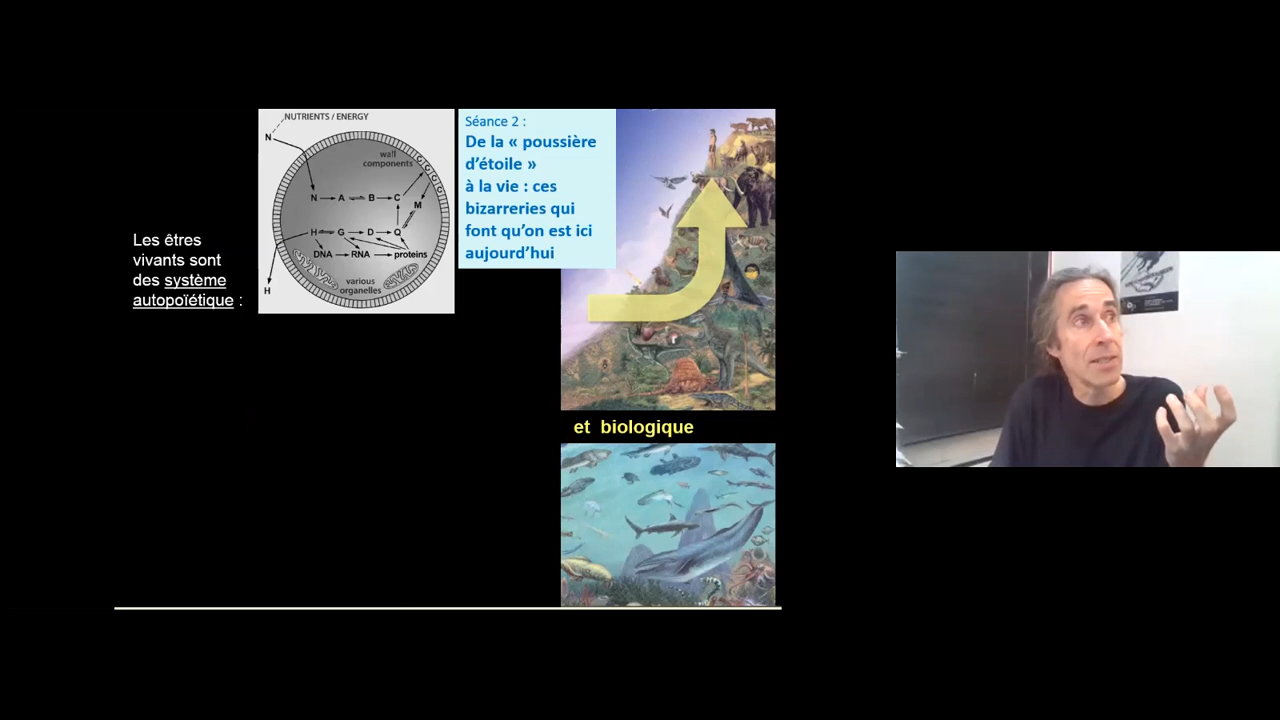 Les êtres
vivants sont
des système
autopoïétique :
NUTRIENTS / ENERGY
N
wall
components
C
G
G
G
N A B C
M
H G D Q
DNA RNA proteins
various
organelles
H
Séance 2 :
De la « poussière
d’étoile »
à la vie : ces
bizarreries qui
font qu’on est ici
aujourd’hui
et biologique